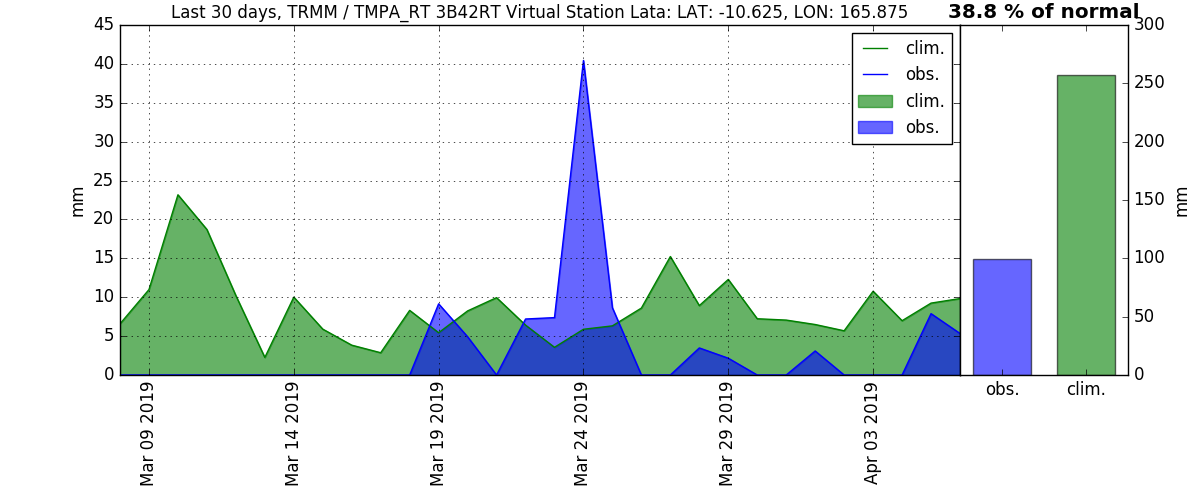 Last 30 days, TRMM / TMPA_RT 3B42RT Virtual Station Lata: LAT: -10.625, LON: 165.875
38.8 % of normal
45
40
35
30
25
20
15
10
5
0
mm
clim.
obs.
clim.
obs.
Mar 09 2019
Mar 14 2019
Mar 19 2019
Mar 24 2019
Mar 29 2019
Apr 03 2019
300
250
200
150
100
50
0
mm
obs.
clim.